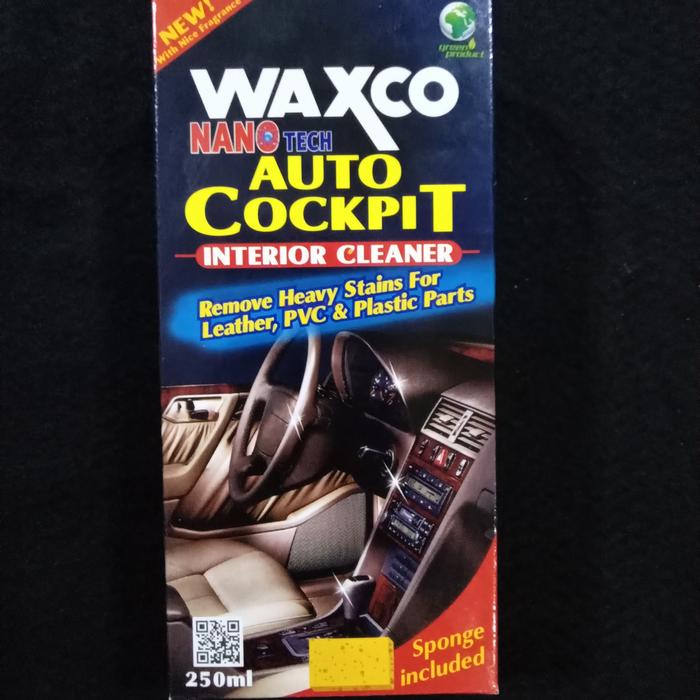 NEW!
With Nice Fragrance
green
product
WAXCO
NANO TECH
AUTO
COCKPIT
INTERIOR CLEANER
Remove Heavy Stains For
Leather, PVC & Plastic Parts
250ml
Sponge
included